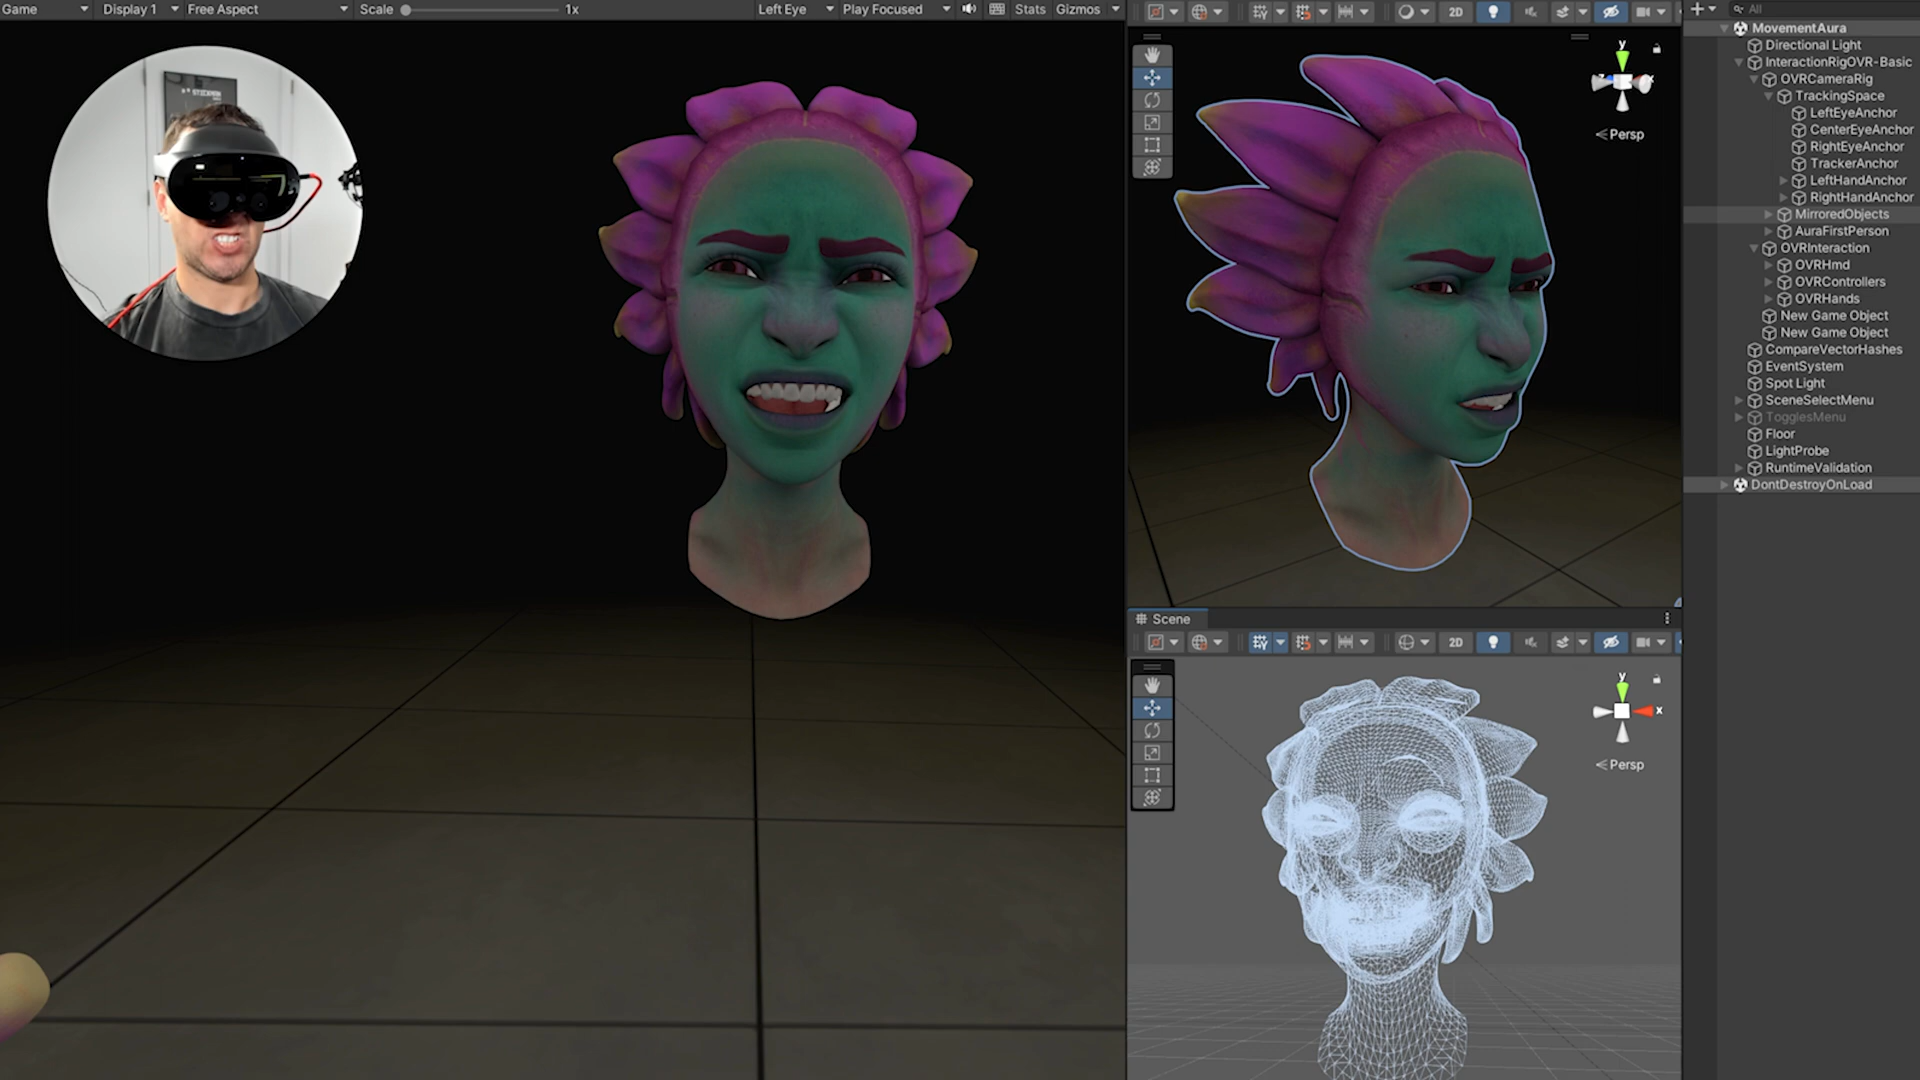 Game Display 1 Free Aspect Scale 1x Left Eye Play Focused Stats Gizmos
2D
All
MovementAura
Directional Light
InteractionRigOVR-Basic
OVRCameraRig
TrackingSpace
LeftEyeAnchor
CenterEyeAnchor
RightEyeAnchor
TrackerAnchor
LeftHandAnchor
RightHandAnchor
MirroredObjects
AuraFirstPerson
OVRInteraction
OVRHmd
OVRControllers
OVRHands
New Game Object
New Game Object
CompareVectorHashes
EventSystem
Spot Light
SceneSelectMenu
TogglesMenu
Floor
LightProbe
RuntimeValidation
DontDestroyOnLoad
y
x
Persp
Scene
2D
y
x
Persp